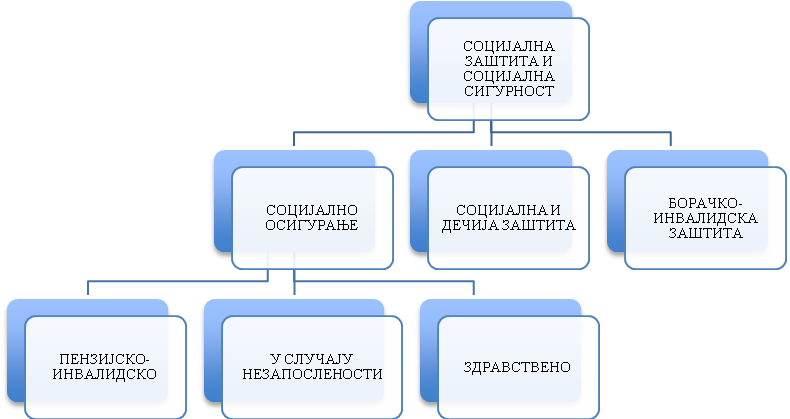 СОЦИЈАЛНА
ЗАШТИТА И
СОЦИЈАЛНА
СИГУРНОСТ
СОЦИЈАЛНО
ОСИГУРАЊЕ
СОЦИЈАЛНА И
ДЕЧИЈА ЗАШТИТА
БОРАЧКО-
ИНВАЛИДСКА
ЗАШТИТА
ПЕНЗИЈСКО-
ИНВАЛИДСКО
У СЛУЧАЈУ
НЕЗАПОСЛЕНОСТИ
ЗДРАВСТВЕНО